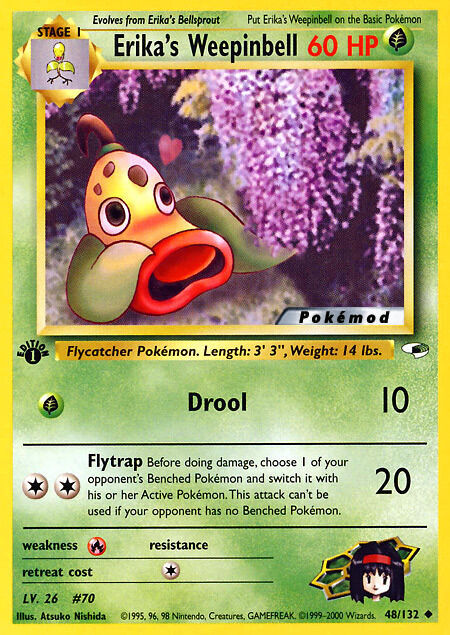 Evolves from Erika's Bellsprout Put Erika's Weepinbell on the Basic Pokémon
STAGE 1
Erika's Weepinbell 60 HP
Pokémod
EDITION
1
Flycatcher Pokémon. Length: 3' 3", Weight: 14 lbs.
Drool 10
Flytrap Before doing damage, choose 1 of your
opponent's Benched Pokémon and switch it with
his or her Active Pokémon. This attack can't be
used if your opponent has no Benched Pokémon.
20
weakness resistance
retreat cost
LV. 26 #70
Illus. Atsuko Nishida ©1995, 96, 98 Nintendo, Creatures, GAMEFREAK. ©1999-2000 Wizards. 48/132